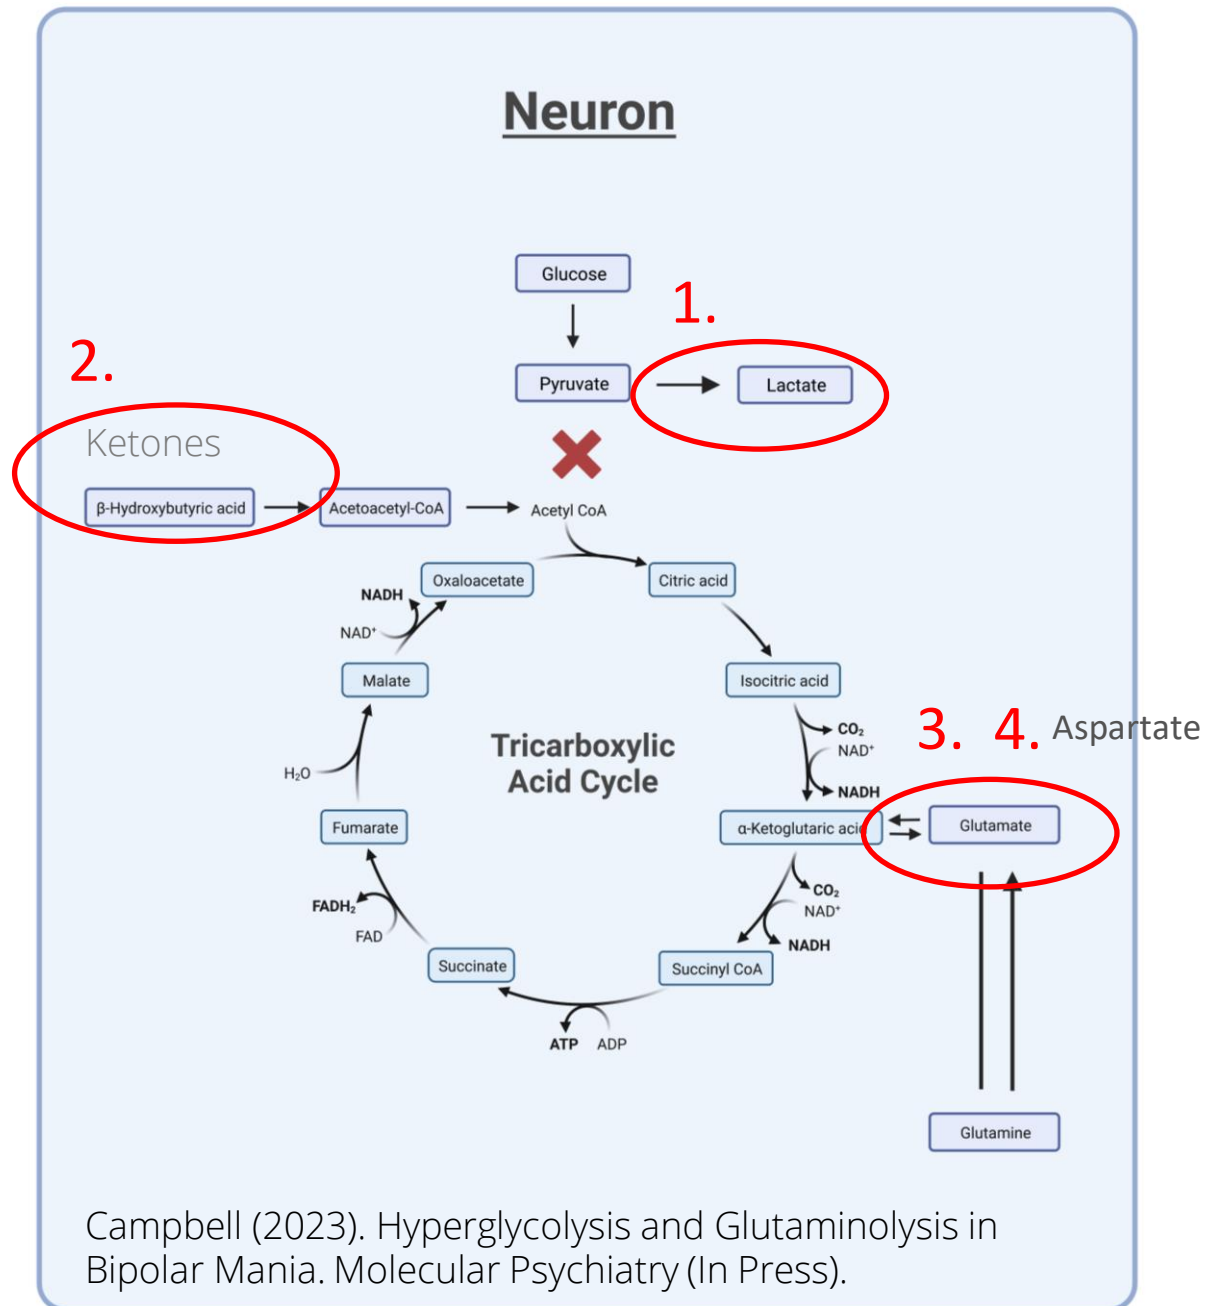 Neuron
Glucose
1.
Pyruvate
Lactate
2.
Ketones
β-Hydroxybutyric acid
Acetoacetyl-CoA
Acetyl CoA
Oxaloacetate
Citric acid
NADH
NAD⁺
Malate
Isocitric acid
Tricarboxylic
Acid Cycle
CO₂
NAD⁺
NADH
3. 4. Aspartate
H₂O
Fumarate
α-Ketoglutaric acid
Glutamate
FADH₂
FAD
CO₂
NAD⁺
NADH
Succinate
Succinyl CoA
ATP
ADP
Glutamine
Campbell (2023). Hyperglycolysis and Glutaminolysis in
Bipolar Mania. Molecular Psychiatry (In Press).